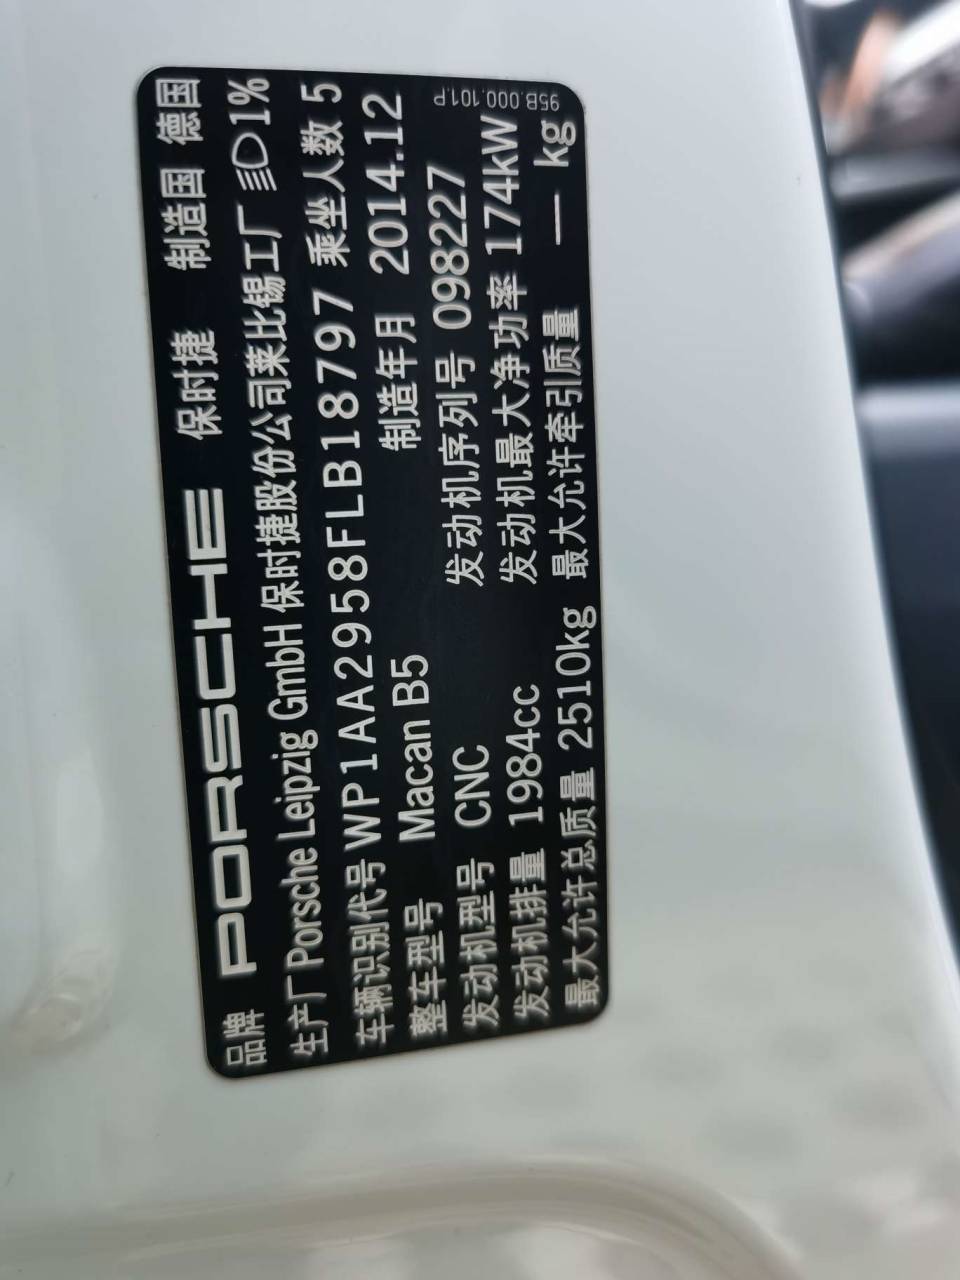 品牌 PORSCHE 保时捷 制造国 德国
生产厂 Porsche Leipzig GmbH 保时捷股份公司莱比锡工厂 1%
车辆识别代号 WP1AA2958FLB18797 乘坐人数 5
整车型号 Macan B5 制造年月 2014.12
发动机型号 CNC 发动机序列号 098227
发动机排量 1984cc 发动机最大净功率 174kW
最大允许总质量 2510kg 最大允许牵引质量 — kg
95B.000.101.P